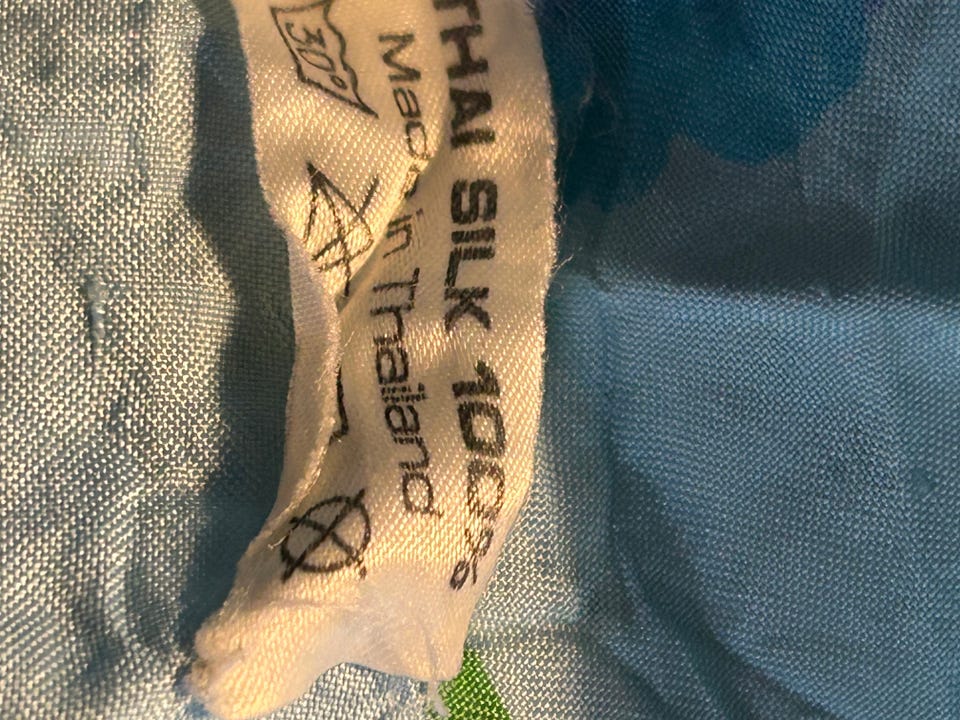 THAI SILK 100%
Made in Thailand
30°